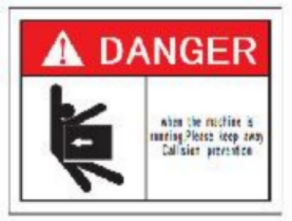 DANGER
when the machine is
running,Please keep away
Collision prevention